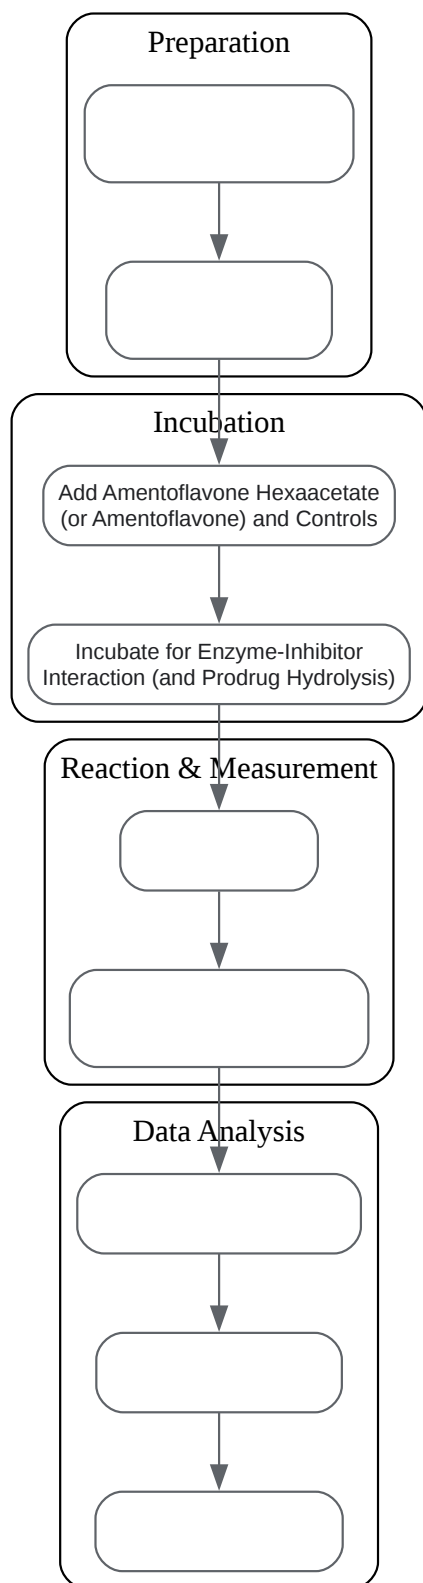 Preparation
Incubation
Add Amentoflavone Hexaacetate
(or Amentoflavone) and Controls
Incubate for Enzyme-Inhibitor
Interaction (and Prodrug Hydrolysis)
Reaction & Measurement
Data Analysis